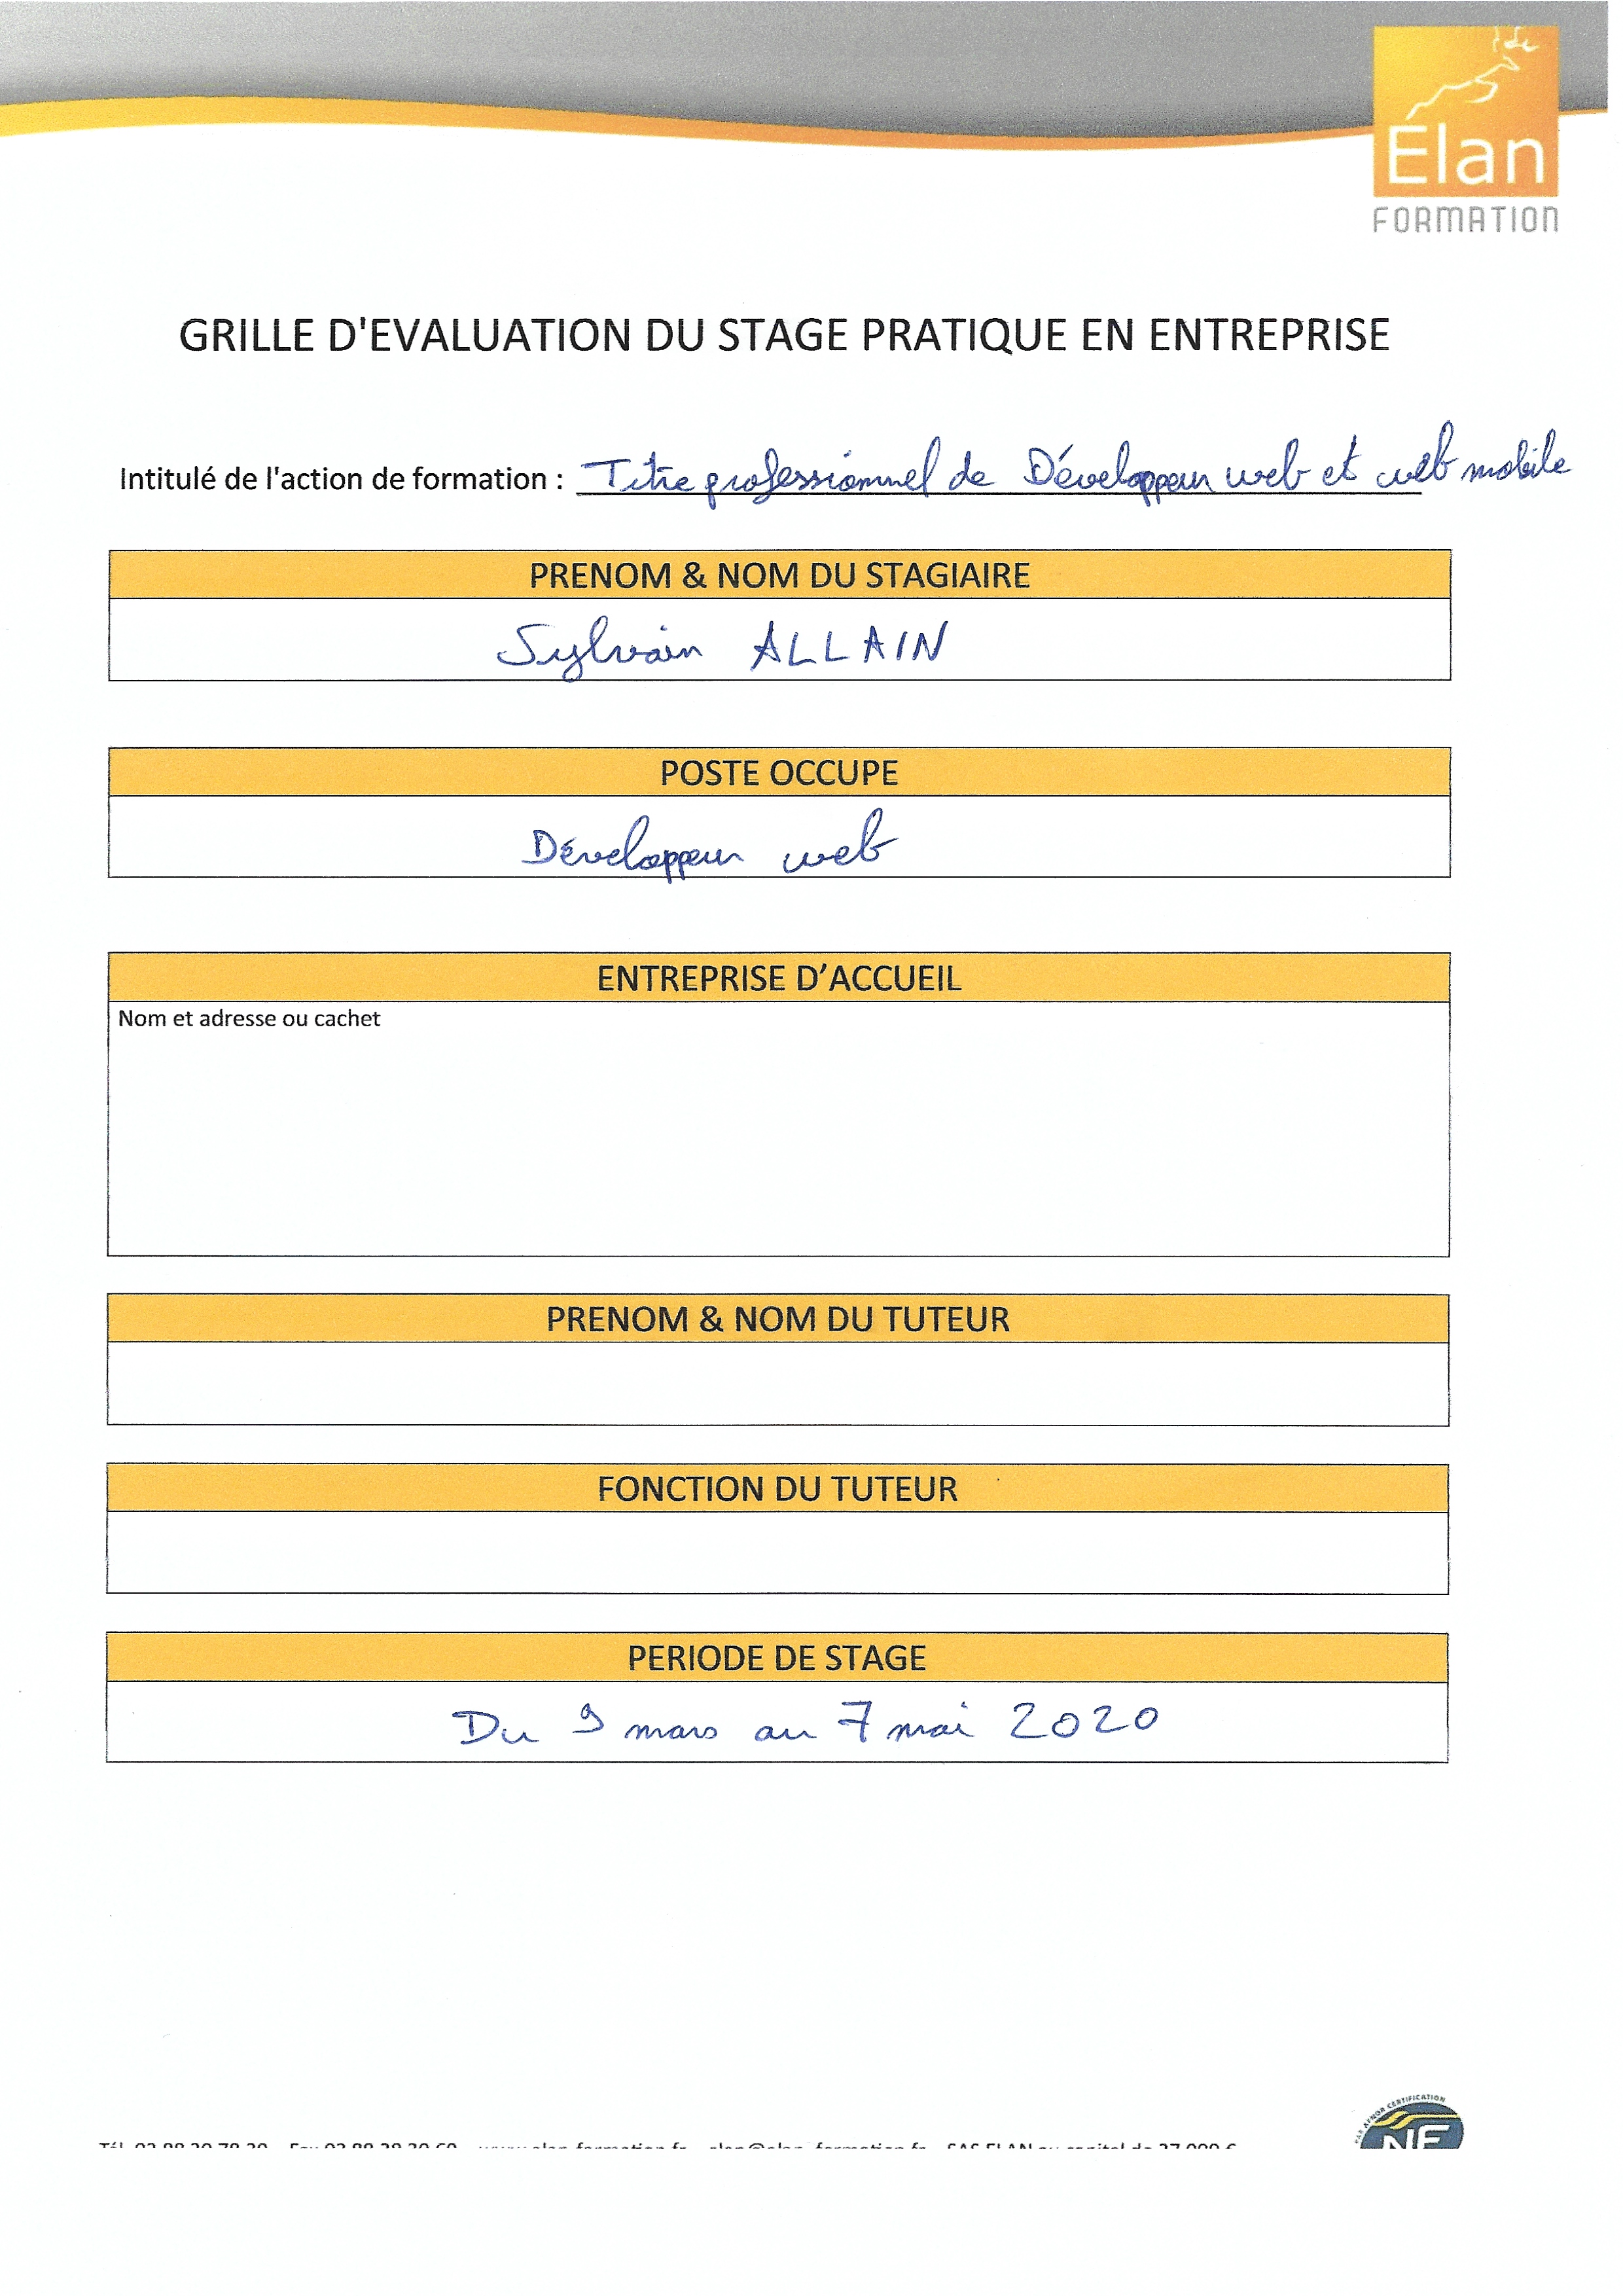 Élan
FORMATION
GRILLE D'EVALUATION DU STAGE PRATIQUE EN ENTREPRISE
Intitulé de l'action de formation : Titre professionnel de Développeur web et web mobile
PRENOM & NOM DU STAGIAIRE
Sylvain ALLAIN
POSTE OCCUPE
Développeur web
ENTREPRISE D’ACCUEIL
Nom et adresse ou cachet
PRENOM & NOM DU TUTEUR
FONCTION DU TUTEUR
PERIODE DE STAGE
Du 9 mars au 7 mai 2020
AFNOR CERTIFICATION
NF